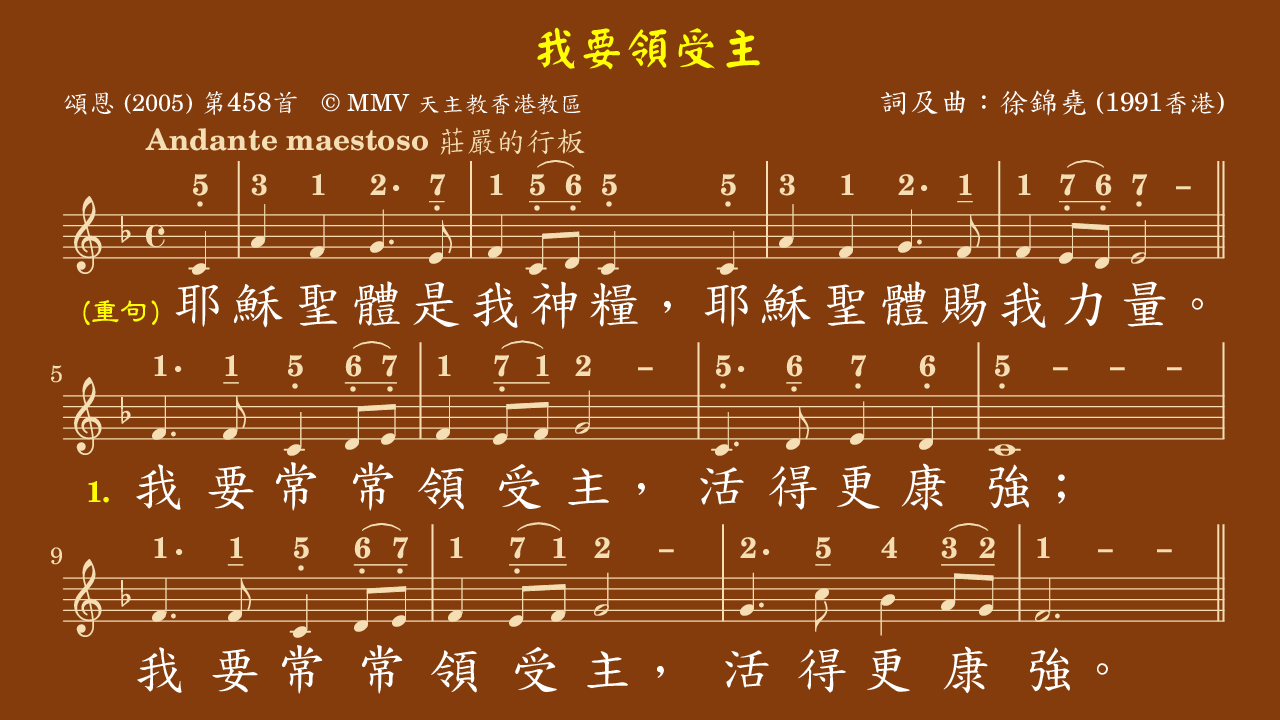 我要領受主
頌恩 (2005) 第458首 © MMV 天主教香港教區 詞及曲：徐錦堯 (1991香港)
Andante maestoso 莊嚴的行板
5 3 1 2· 7 1 5 6 5 5 3 1 2· 1 1 7 6 7 –
(重句) 耶穌聖體是我神糧，耶穌聖體賜我力量。
5 1· 1 5 6 7 1 7 1 2 – 5· 6 7 6 5 – – –
1. 我要常常領受主，活得更康強；
9 1· 1 5 6 7 1 7 1 2 – 2· 5 4 3 2 1 – –
我要常常領受主，活得更康強。